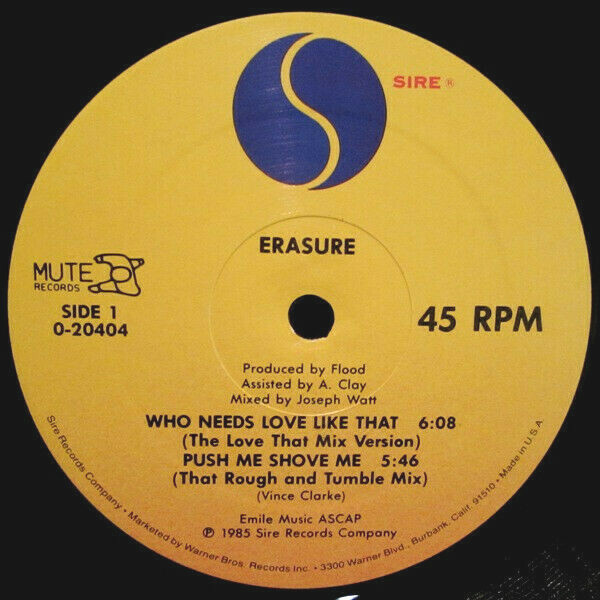 SIRE ®
ERASURE
MUTE
RECORDS
SIDE 1
0-20404
45 RPM
Produced by Flood
Assisted by A. Clay
Mixed by Joseph Watt
WHO NEEDS LOVE LIKE THAT 6:08
(The Love That Mix Version)
PUSH ME SHOVE ME 5:46
(That Rough and Tumble Mix)
(Vince Clarke)
Emile Music ASCAP
℗ 1985 Sire Records Company
Sire Records Company • Marketed by Warner Bros. Records Inc. • 3300 Warner Blvd., Burbank, Calif. 91510 • Made in U.S.A.